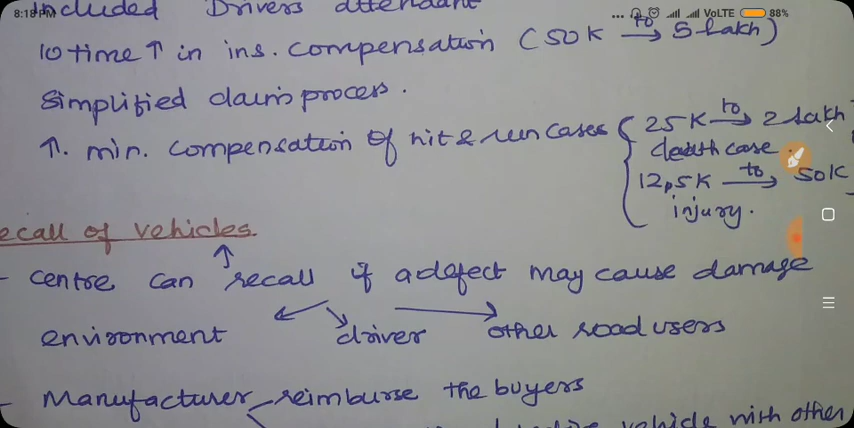 included Drivers attendant
8:18 PM
VoLTE 88%
10 time ↑ in ins. compensation (50K to → 5 lakh)
Simplified claim process.
↑. min. compensation of hit & run cases { 25K to → 2 lakh
death case.
12,5K to → 50K
injury.
ecall of vehicles
- centre can recall if a defect may cause damage
environment driver other road users
- Manufacturer reimburse the buyers
vehicle with other